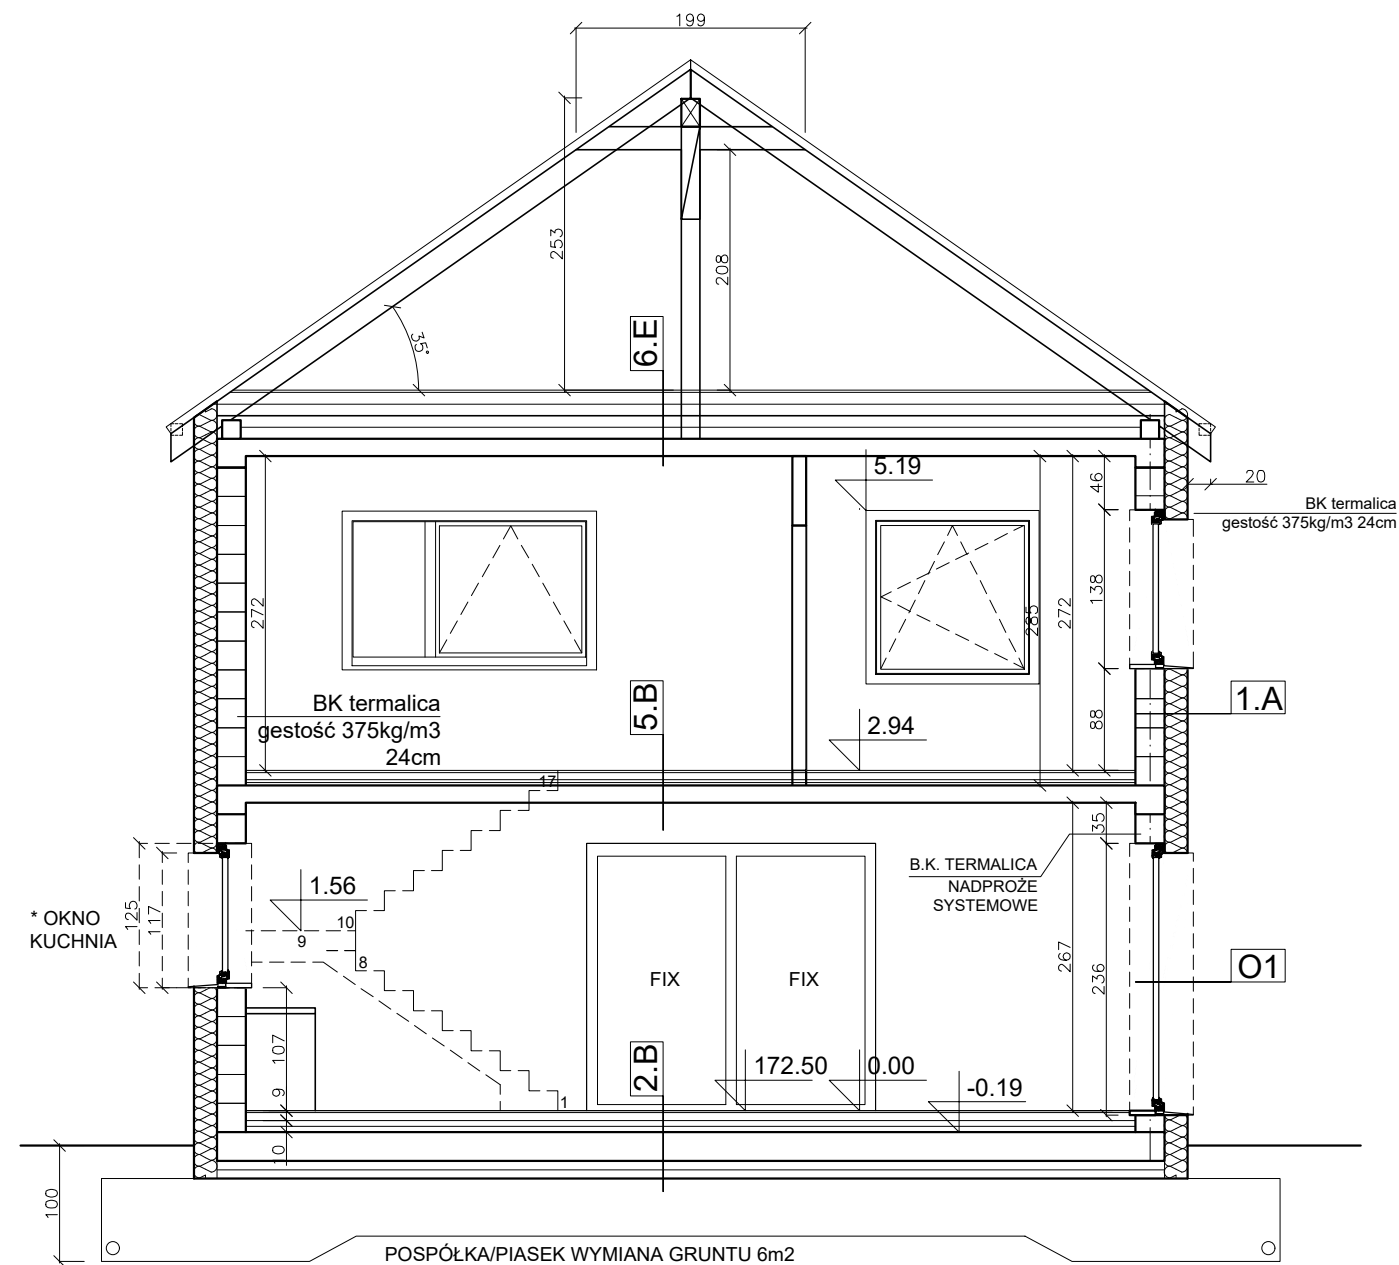 199
253
208
6.E
35°
5.19
46
20
BK termalica
gestość 375kg/m3 24cm
138
272
285
272
BK termalica
gestość 375kg/m3
24cm
5.B
2.94
88
1.A
17
35
B.K. TERMALICA
NADPROŻE
SYSTEMOWE
1.56
125
117
* OKNO
KUCHNIA
10
9
8
FIX
FIX
267
236
O1
107
9
2.B
172.50
0.00
-0.19
1
10
100
POSPÓŁKA/PIASEK WYMIANA GRUNTU 6m2